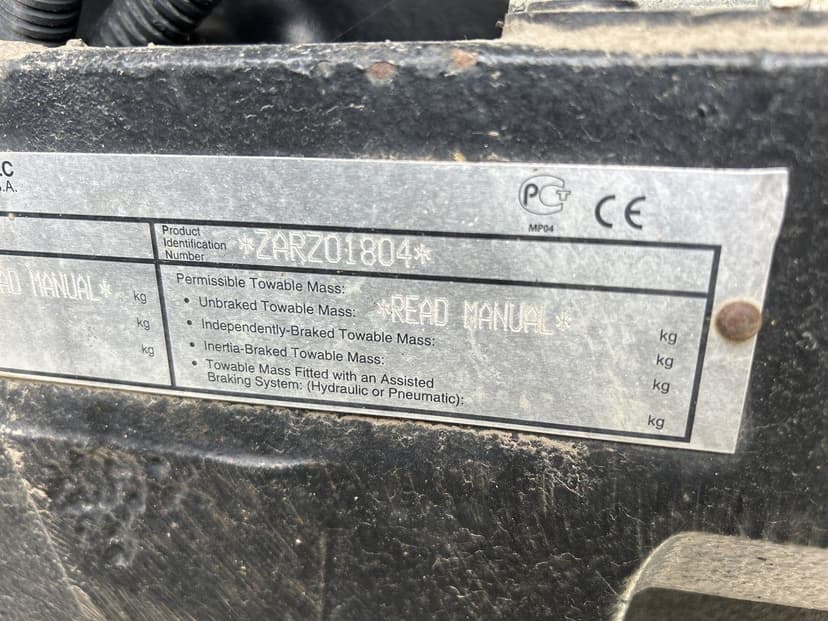 LC
S.A.
PCT CE
MP04
Product
Identification
Number *ZARZ01804*
AD MANUAL* kg
kg
kg
Permissible Towable Mass:
• Unbraked Towable Mass: *READ MANUAL* kg
• Independently-Braked Towable Mass: kg
• Inertia-Braked Towable Mass: kg
• Towable Mass Fitted with an Assisted
Braking System: (Hydraulic or Pneumatic): kg